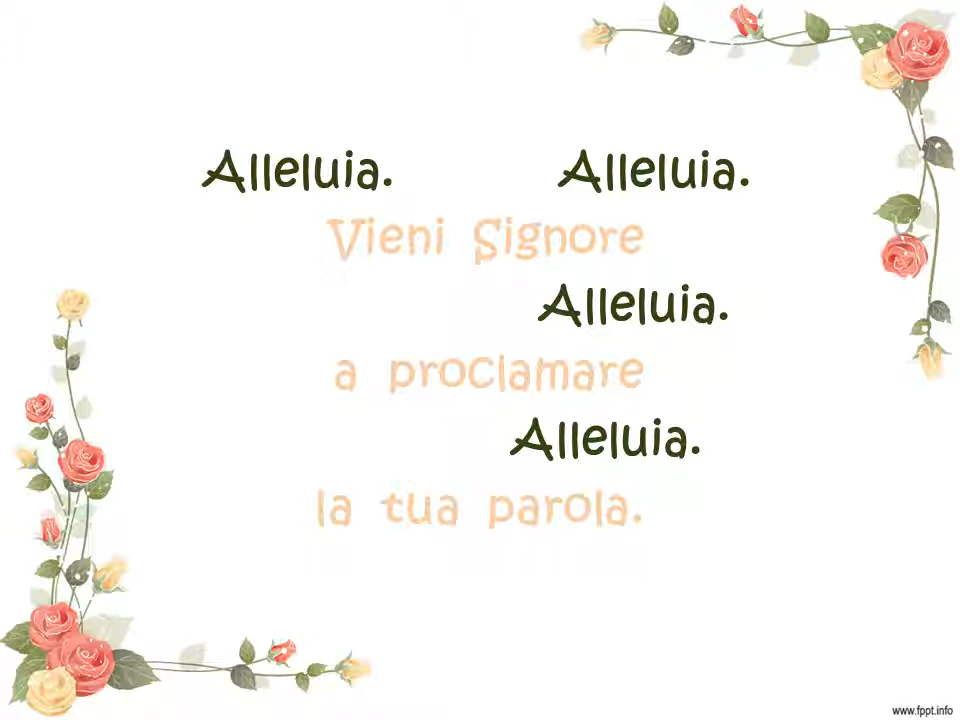 Alleluia. Alleluia.
Vieni Signore
Alleluia.
a proclamare
Alleluia.
la tua parola.
www.fppt.info